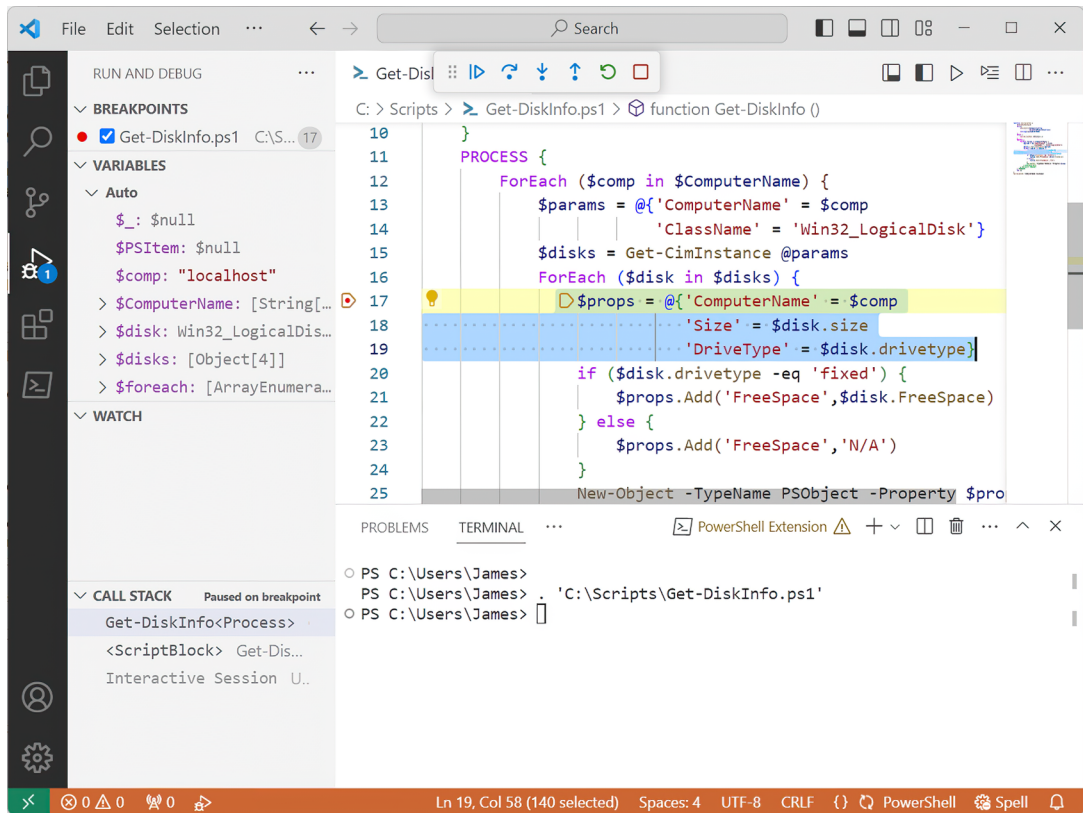 File Edit Selection ··· Search
RUN AND DEBUG ···
BREAKPOINTS
Get-DiskInfo.ps1 C:\S... 17
VARIABLES
Auto
$_: $null
$PSItem: $null
$comp: "localhost"
$ComputerName: [String[...
$disk: Win32_LogicalDis...
$disks: [Object[4]]
$foreach: [ArrayEnumera...
WATCH
CALL STACK Paused on breakpoint
Get-DiskInfo<Process>
<ScriptBlock> Get-Dis...
Interactive Session U..
1
Get-Disl
C: > Scripts > Get-DiskInfo.ps1 > function Get-DiskInfo ()
10 }
11 PROCESS {
12 ForEach ($comp in $ComputerName) {
13 $params = @{'ComputerName' = $comp
14 'ClassName' = 'Win32_LogicalDisk'}
15 $disks = Get-CimInstance @params
16 ForEach ($disk in $disks) {
17 $props = @{'ComputerName' = $comp
18 'Size' = $disk.size
19 'DriveType' = $disk.drivetype}
20 if ($disk.drivetype -eq 'fixed') {
21 $props.Add('FreeSpace',$disk.FreeSpace)
22 } else {
23 $props.Add('FreeSpace','N/A')
24 }
25 New-Object -TypeName PSObject -Property $pro
PROBLEMS TERMINAL ··· PowerShell Extension
PS C:\Users\James>
PS C:\Users\James> . 'C:\Scripts\Get-DiskInfo.ps1'
PS C:\Users\James>
0 0 0 Ln 19, Col 58 (140 selected) Spaces: 4 UTF-8 CRLF {} PowerShell Spell